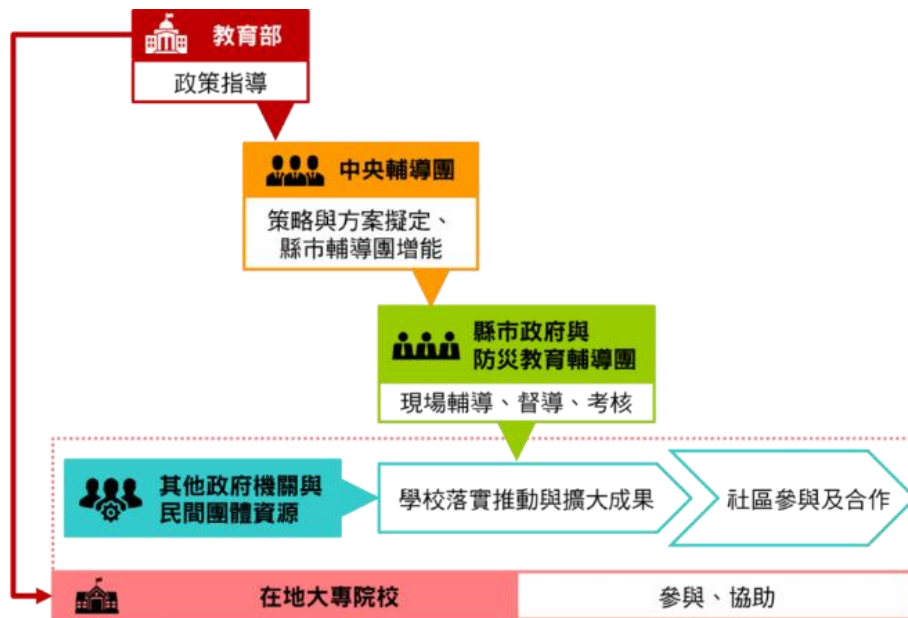 教育部
政策指導
中央輔導團
策略與方案擬定、
縣市輔導團增能
縣市政府與
防災教育輔導團
現場輔導、督導、考核
其他政府機關與
民間團體資源
學校落實推動與擴大成果
社區參與及合作
在地大專院校
參與、協助